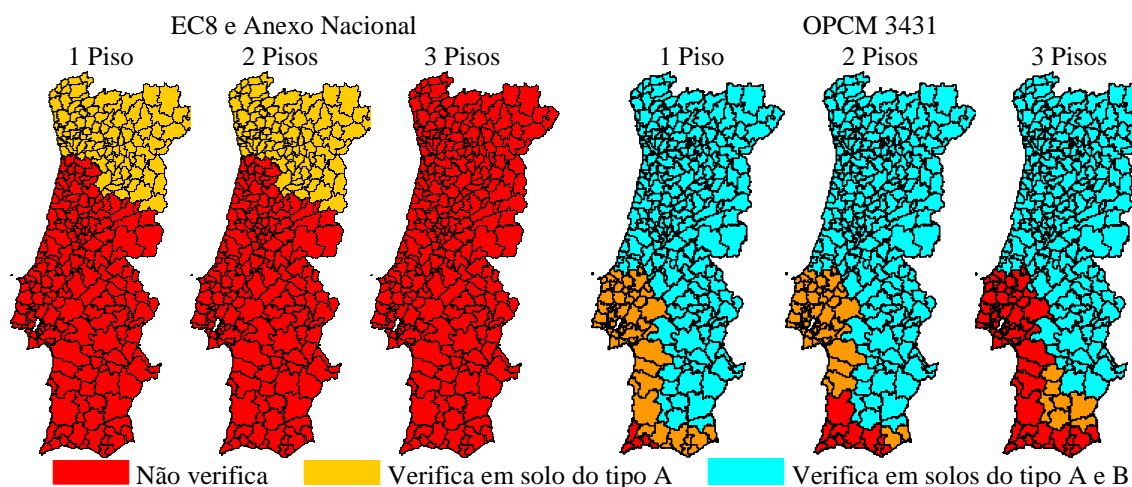 EC8 e Anexo Nacional
OPCM 3431
1 Piso
2 Pisos
3 Pisos
1 Piso
2 Pisos
3 Pisos
Não verifica
Verifica em solo do tipo A
Verifica em solos do tipo A e B